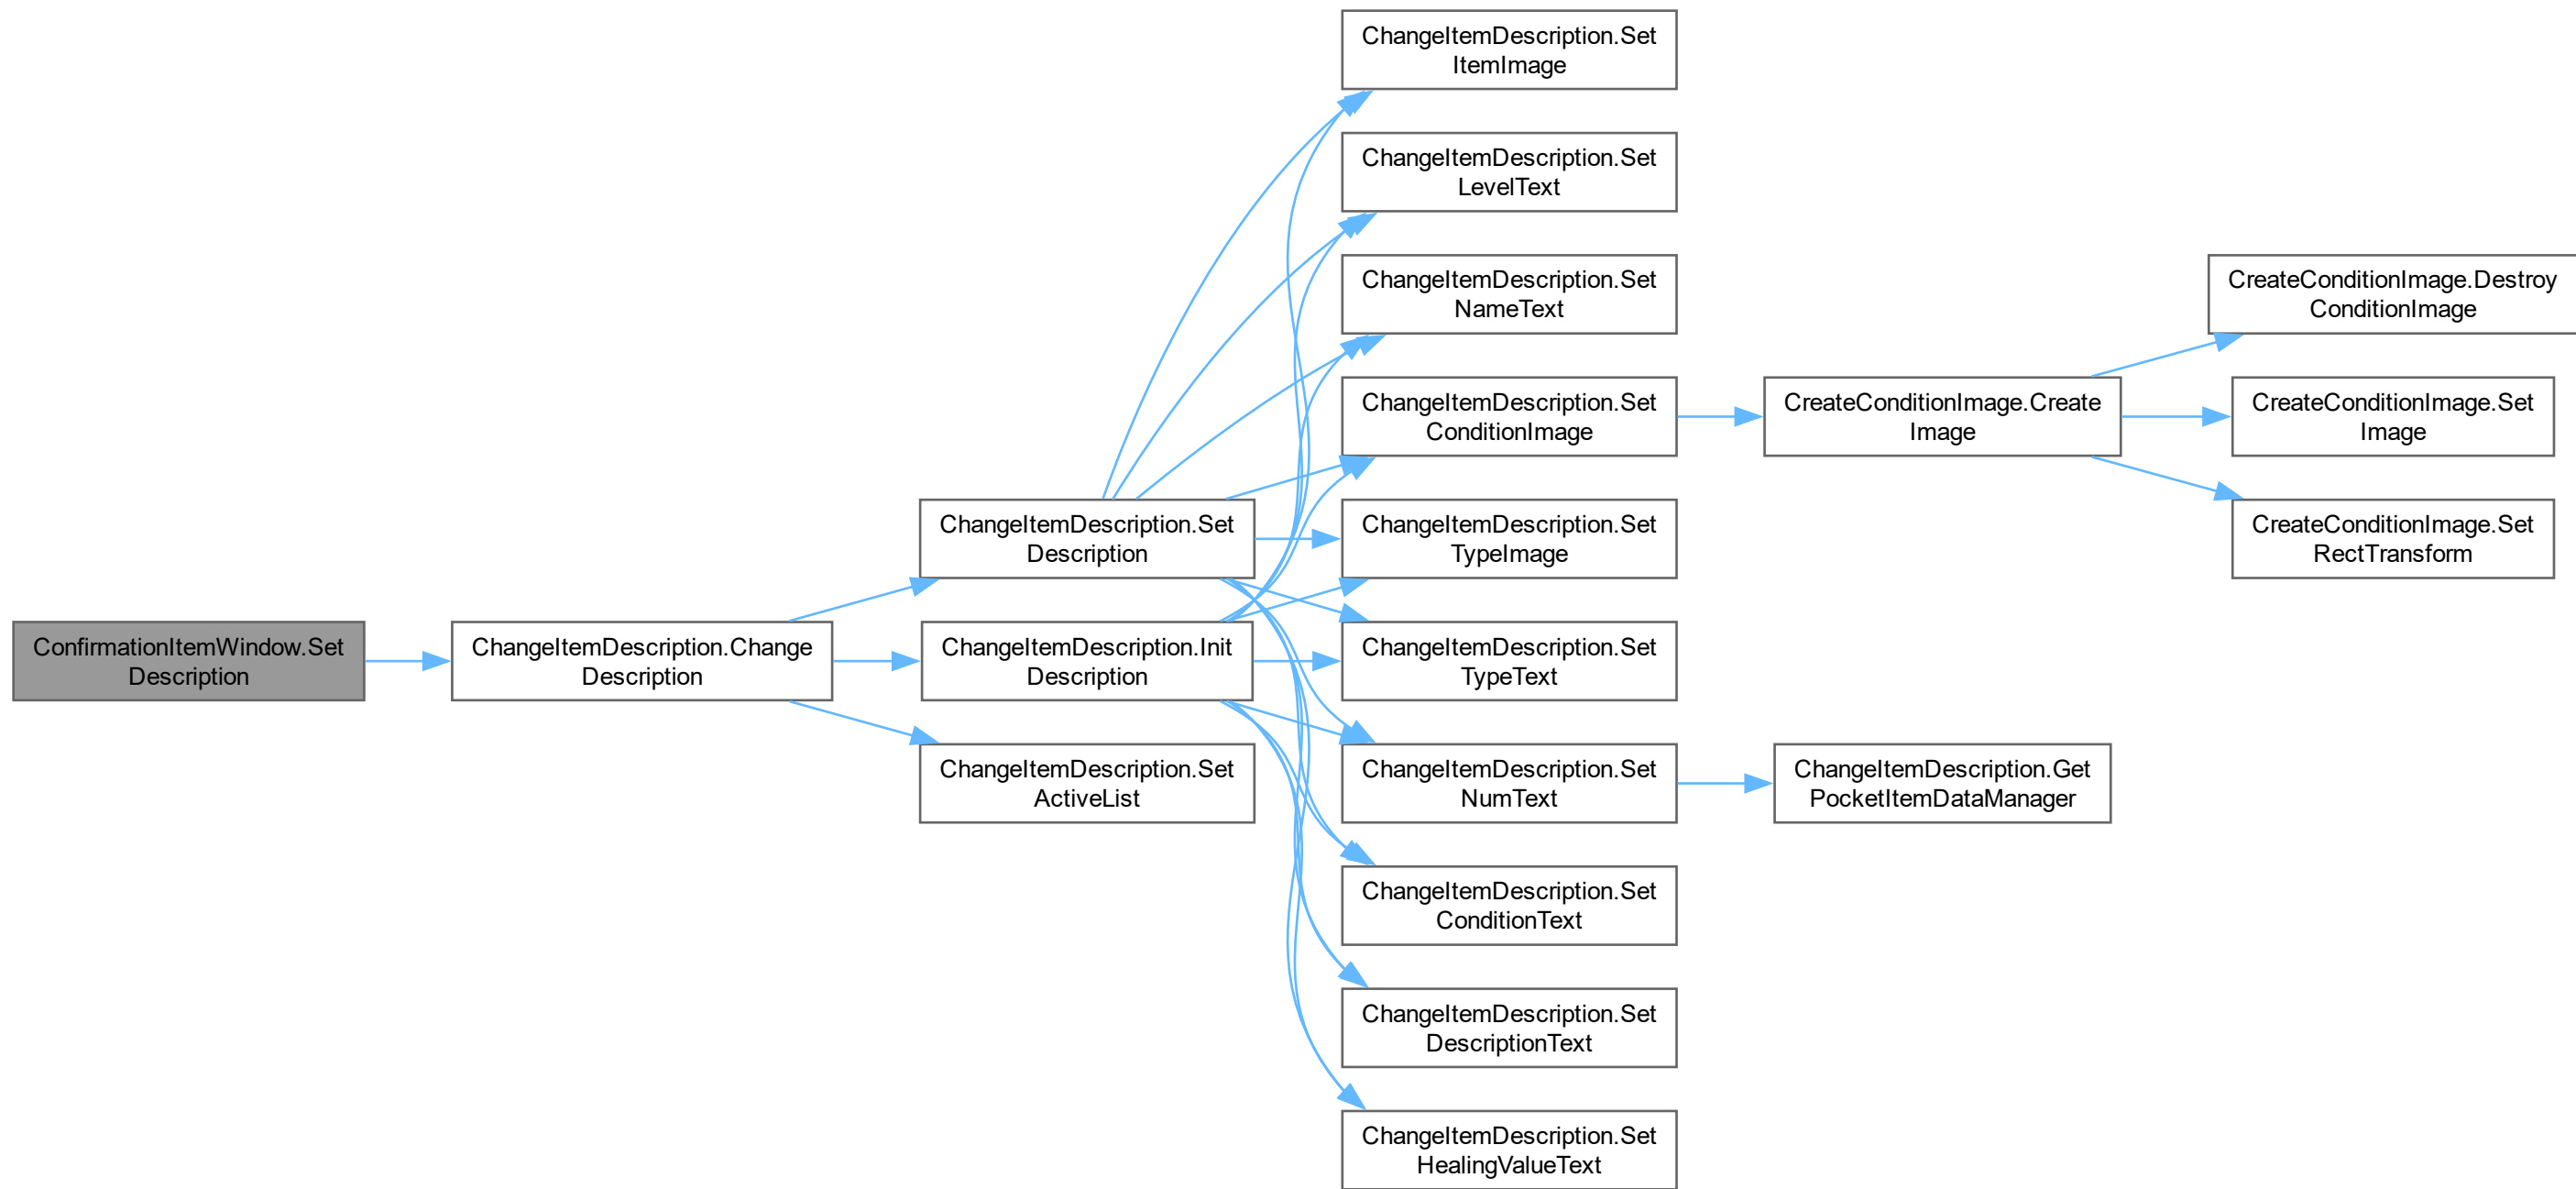 ConfirmationItemWindow.Set
Description
ChangeItemDescription.Change
Description
ChangeItemDescription.Set
Description
ChangeItemDescription.Init
Description
ChangeItemDescription.Set
ActiveList
ChangeItemDescription.Set
ItemImage
ChangeItemDescription.Set
LevelText
ChangeItemDescription.Set
NameText
ChangeItemDescription.Set
ConditionImage
ChangeItemDescription.Set
TypeImage
ChangeItemDescription.Set
TypeText
ChangeItemDescription.Set
NumText
ChangeItemDescription.Set
ConditionText
ChangeItemDescription.Set
DescriptionText
ChangeItemDescription.Set
HealingValueText
CreateConditionImage.Create
Image
ChangeItemDescription.Get
PocketItemDataManager
CreateConditionImage.Destroy
ConditionImage
CreateConditionImage.Set
Image
CreateConditionImage.Set
RectTransform